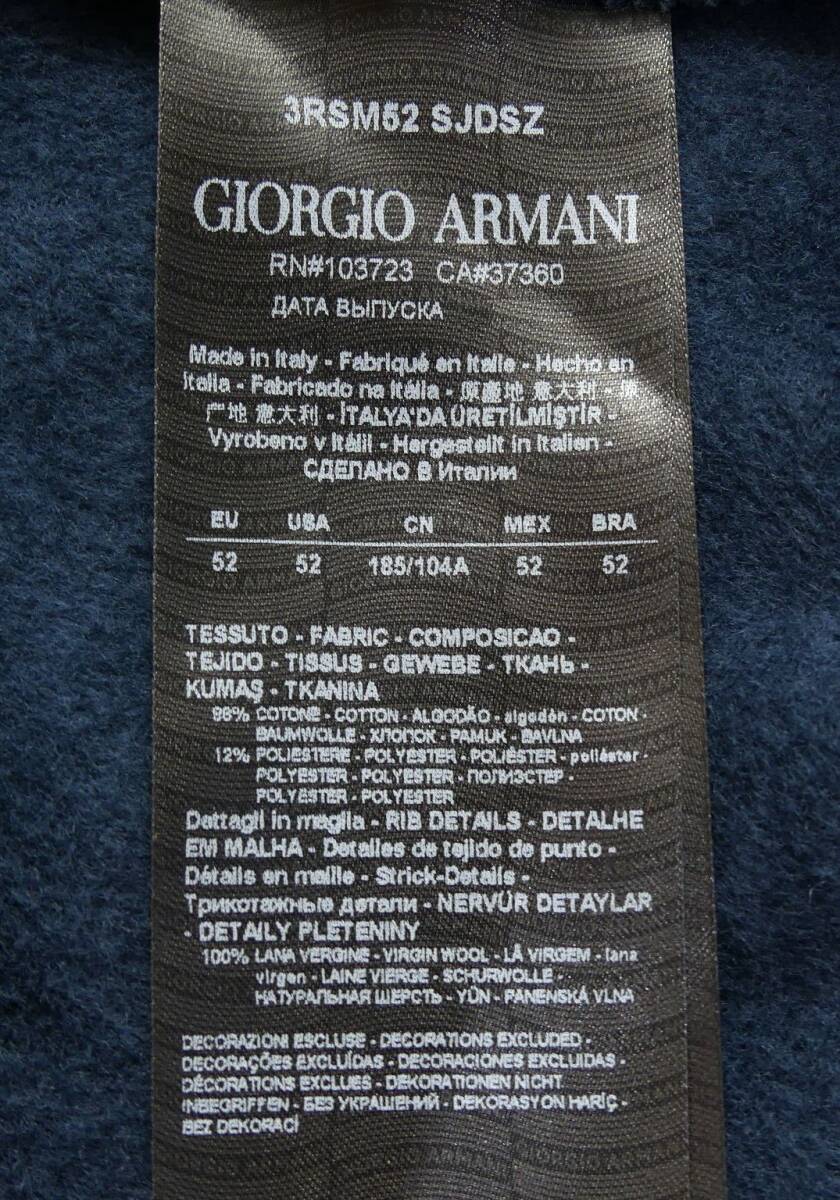 3RSM52 SJDSZ
GIORGIO ARMANI
RN#103723 CA#37360
ДАТА ВЫПУСКА
Made in Italy - Fabriqué en Italie - Hecho en
Italia - Fabricado na Itália - 原產地 意大利 - 原
产地 意大利 - İTALYA'DA ÜRETİLMİŞTİR -
Vyrobeno v Itálii - Hergestellt in Italien -
СДЕЛАНО В Италии
EU USA CN MEX BRA
52 52 185/104A 52 52
TESSUTO - FABRIC - COMPOSICAO -
TEJIDO - TISSUS - GEWEBE - ТКАНЬ -
KUMAŞ - TKANINA
88% COTONE - COTTON - ALGODÃO - algodón - COTON -
BAUMWOLLE - ХЛОПОК - PAMUK - BAVLNA
12% POLIESTERE - POLYESTER - POLIÉSTER - poliéster -
POLYESTER - POLYESTER - ПОЛИЭСТЕР -
POLYESTER - POLYESTER
Dettagli in maglia - RIB DETAILS - DETALHE
EM MALHA - Detalles de tejido de punto -
Détails en maille - Strick-Details -
Трикотажные детали - NERVÜR DETAYLAR
- DETAILY PLETENINY
100% LANA VERGINE - VIRGIN WOOL - LÃ VIRGEM - lana
virgen - LAINE VIERGE - SCHURWOLLE -
НАТУРАЛЬНАЯ ШЕРСТЬ - YÜN - PANENSKÁ VLNA
DECORAZIONI ESCLUSE - DECORATIONS EXCLUDED -
DECORAÇÕES EXCLUÍDAS - DECORACIONES EXCLUIDAS -
DÉCORATIONS EXCLUES - DEKORATIONEN NICHT
INBEGRIFFEN - БЕЗ УКРАШЕНИЙ - DEKORASYON HARİÇ -
BEZ DEKORACÍ